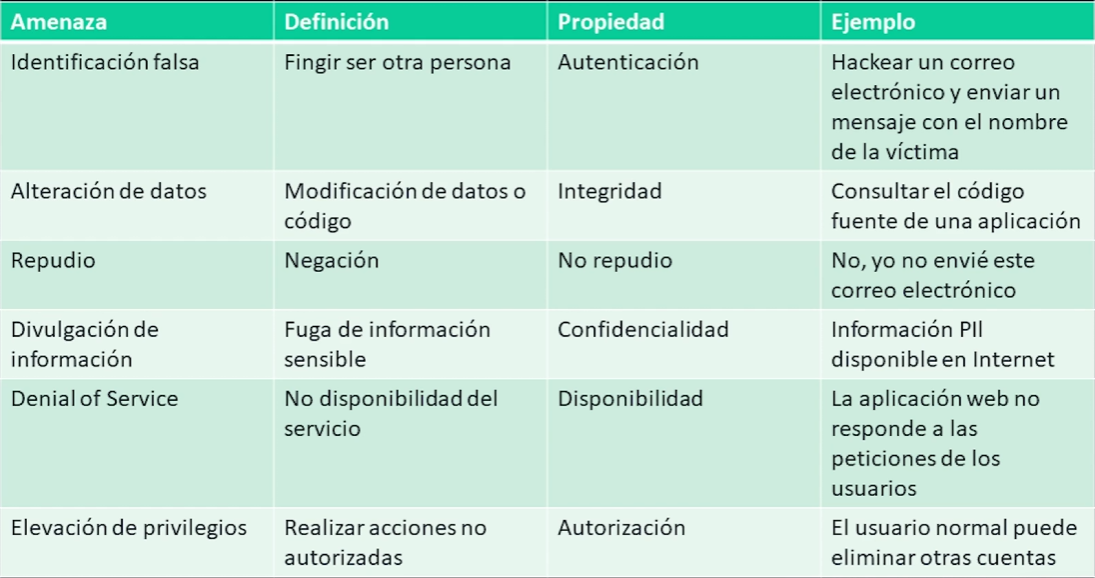 Amenaza
Definición
Propiedad
Ejemplo
Identificación falsa
Fingir ser otra persona
Autenticación
Hackear un correo
electrónico y enviar un
mensaje con el nombre
de la víctima
Alteración de datos
Modificación de datos o
código
Integridad
Consultar el código
fuente de una aplicación
Repudio
Negación
No repudio
No, yo no envié este
correo electrónico
Divulgación de
información
Fuga de información
sensible
Confidencialidad
Información PIl
disponible en Internet
Denial of Service
No disponibilidad del
servicio
Disponibilidad
La aplicación web no
responde a las
peticiones de los
usuarios
Elevación de privilegios
Realizar acciones no
autorizadas
Autorización
El usuario normal puede
eliminar otras cuentas